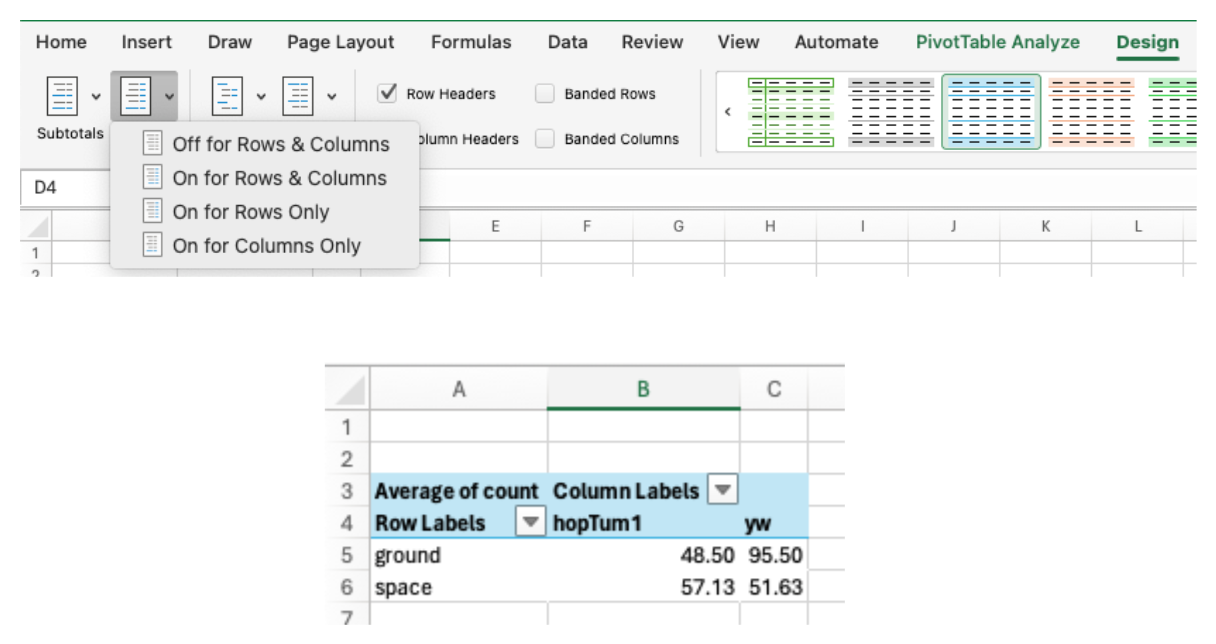 Home Insert Draw Page Layout Formulas Data Review View Automate PivotTable Analyze Design
Row Headers Banded Rows
Subtotals
Column Headers Banded Columns
Off for Rows & Columns
On for Rows & Columns
On for Rows Only
On for Columns Only
D4
E F G H I J K L
1
2
A B C
1
2
3 Average of count Column Labels
4 Row Labels hopTum1 yw
5 ground 48.50 95.50
6 space 57.13 51.63
7